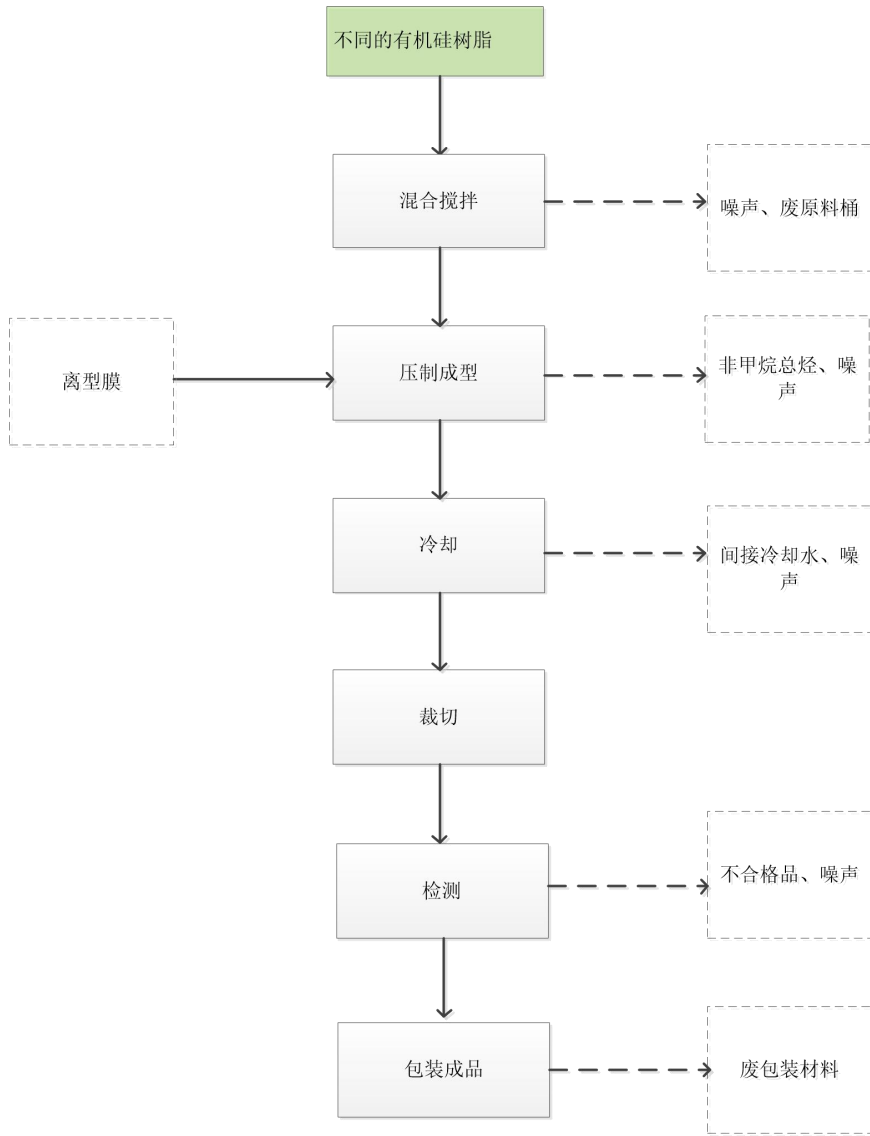 不同的有机硅树脂
混合搅拌
噪声、废原料桶
离型膜
压制成型
非甲烷总烃、噪
声
冷却
间接冷却水、噪
声
裁切
检测
不合格品、噪声
包装成品
废包装材料